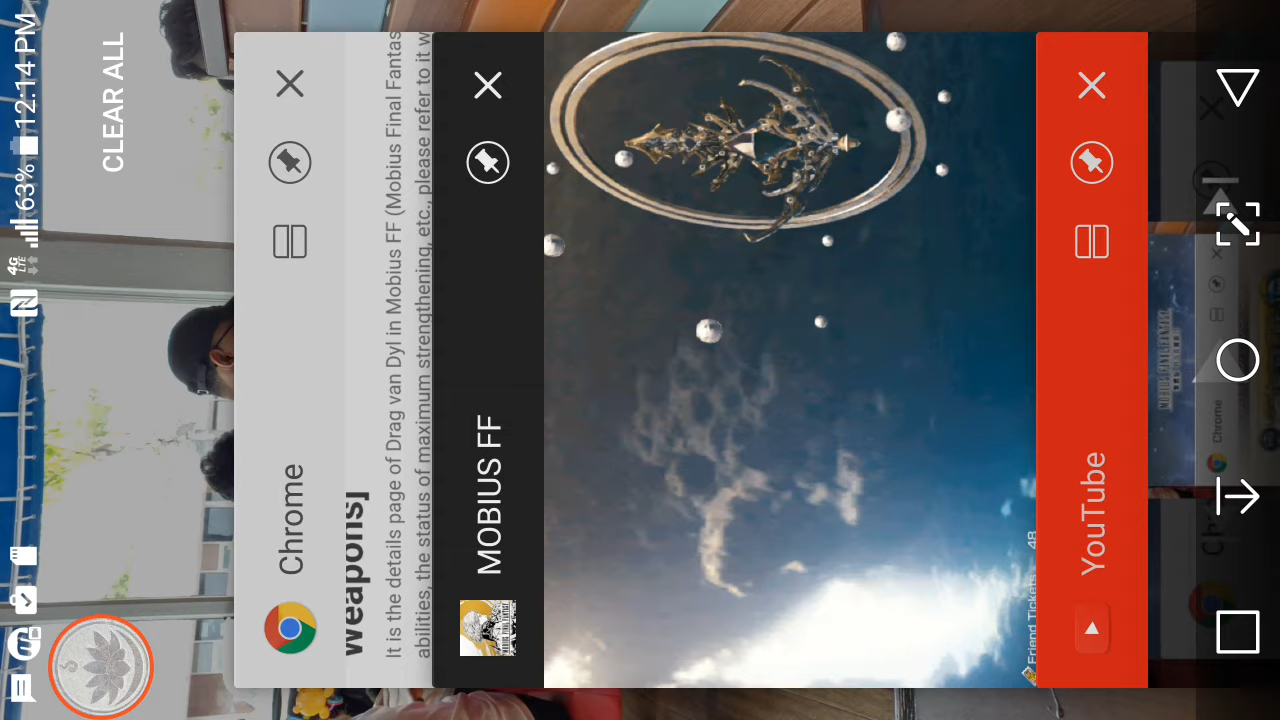 4G
LTE
63%
12:14 PM
CLEAR ALL
Chrome
weapons]
It is the details page of Drag van Dyl in Mobius FF (Mobius Final Fantas
abilities, the status of maximum strengthening, etc., please refer to it w
MOBIUS FF
Friend Tickets 48
YouTube
Chrome